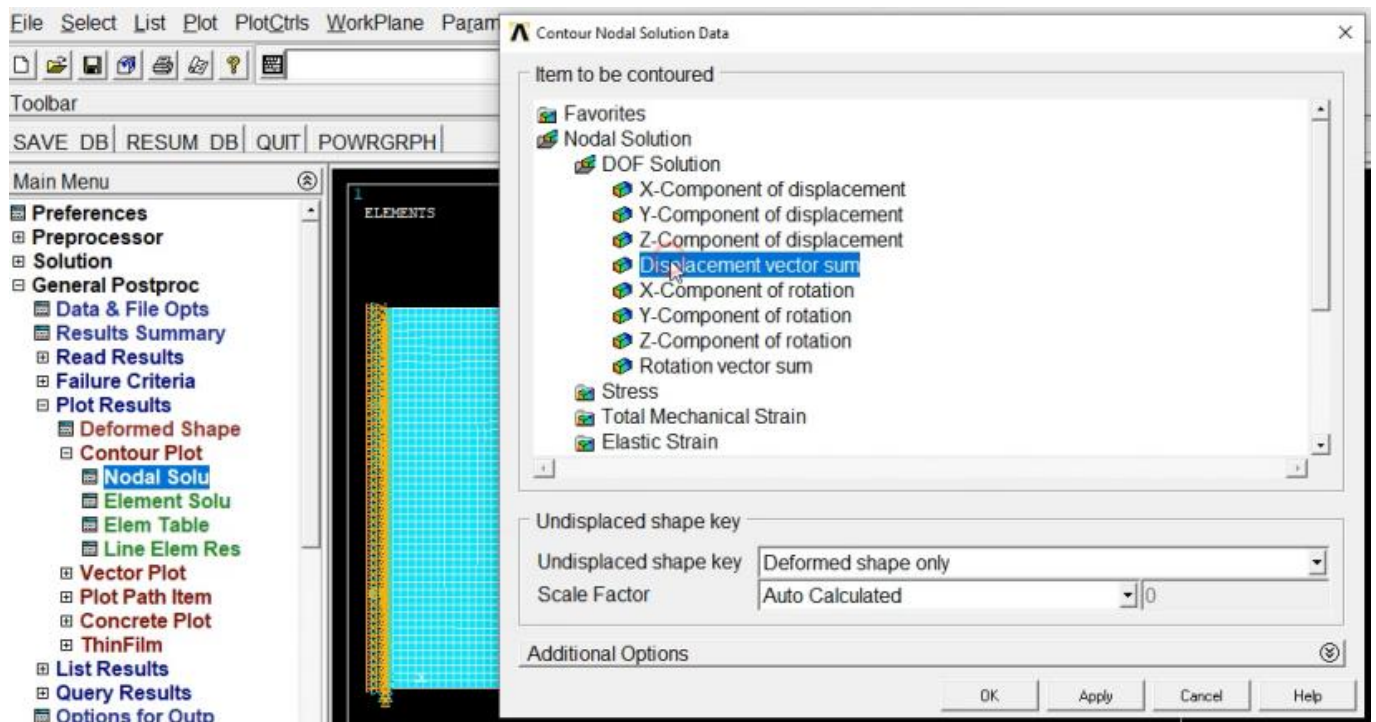 File Select List Plot PlotCtrls WorkPlane Param
Toolbar
SAVE_DB RESUM_DB QUIT POWRGRPH
Main Menu
Preferences
Preprocessor
Solution
General Postproc
Data & File Opts
Results Summary
Read Results
Failure Criteria
Plot Results
Deformed Shape
Contour Plot
Nodal Solu
Element Solu
Elem Table
Line Elem Res
Vector Plot
Plot Path Item
Concrete Plot
ThinFilm
List Results
Query Results
Options for Outp
1
ELEMENTS
X
Contour Nodal Solution Data
Item to be contoured
Favorites
Nodal Solution
DOF Solution
X-Component of displacement
Y-Component of displacement
Z-Component of displacement
Displacement vector sum
X-Component of rotation
Y-Component of rotation
Z-Component of rotation
Rotation vector sum
Stress
Total Mechanical Strain
Elastic Strain
Undisplaced shape key
Undisplaced shape key Deformed shape only
Scale Factor Auto Calculated 0
Additional Options
OK Apply Cancel Help